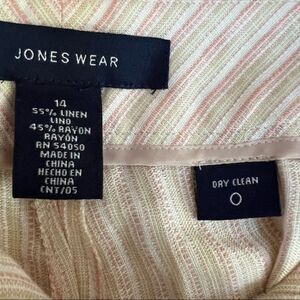 JONES WEAR
14
55% LINEN
LINO
45% RAYON
RAYON
RN 54050
MADE IN
CHINA
HECHO EN
CHINA
CNT/05
DRY CLEAN